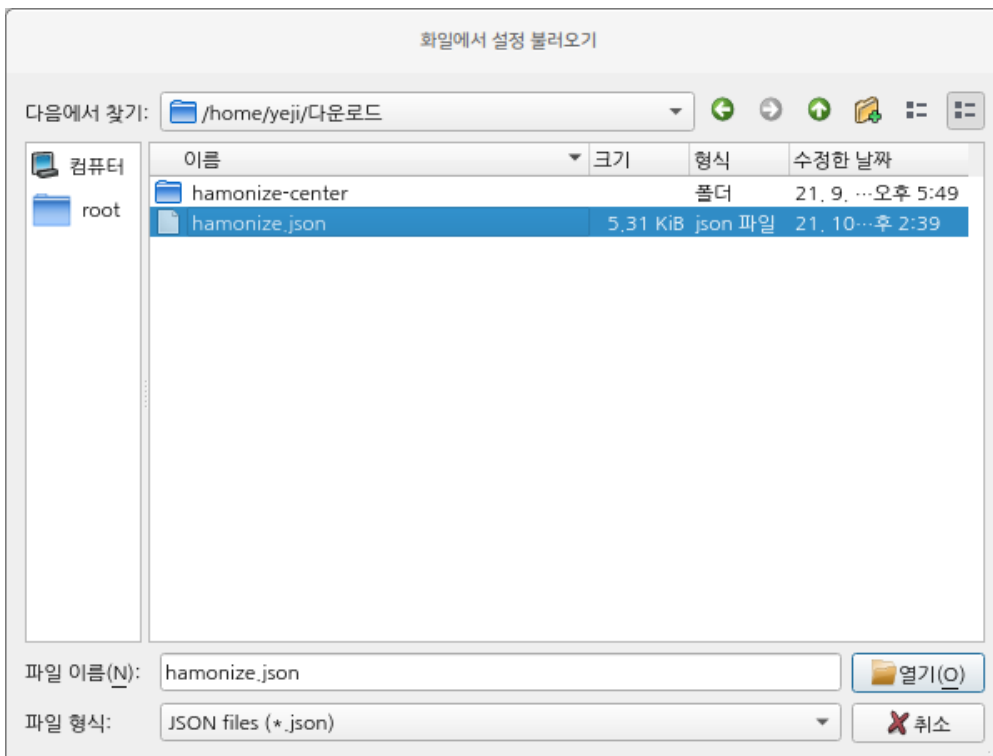 화일에서 설정 불러오기
다음에서 찾기: /home/yeji/다운로드
컴퓨터
root
이름 크기 형식 수정한 날짜
hamonize-center 폴더 21. 9. …오후 5:49
hamonize.json 5.31 KiB json 파일 21. 10…후 2:39
파일 이름(N): hamonize.json 열기(O)
파일 형식: JSON files (*.json) 취소